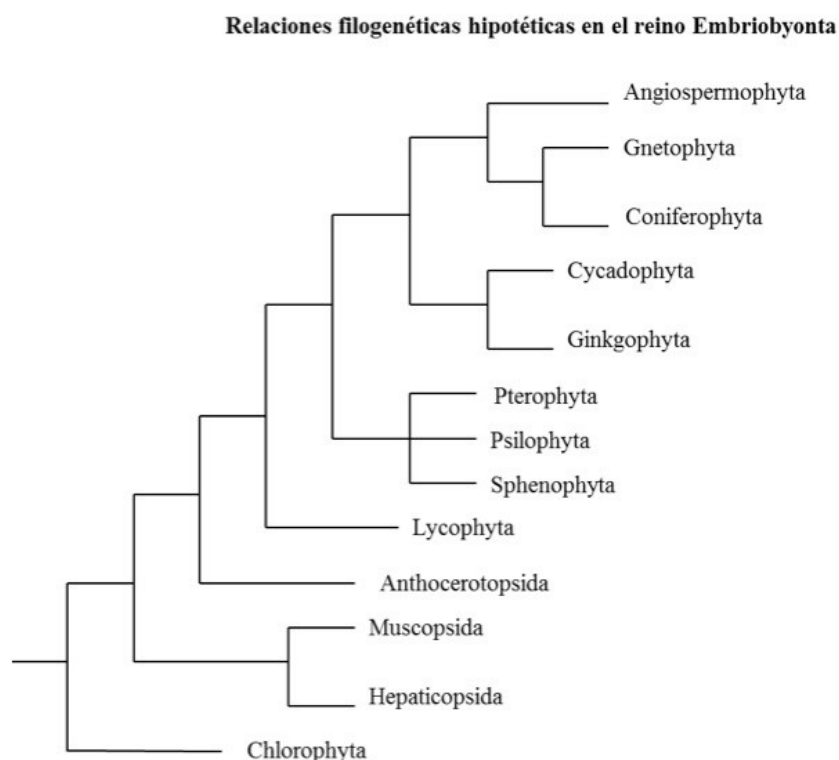 Relaciones filogenéticas hipotéticas en el reino Embriobyonta
Angiospermophyta
Gnetophyta
Coniferophyta
Cycadophyta
Ginkgophyta
Pterophyta
Psilophyta
Sphenophyta
Lycophyta
Anthocerotopsida
Muscopsida
Hepaticopsida
Chlorophyta